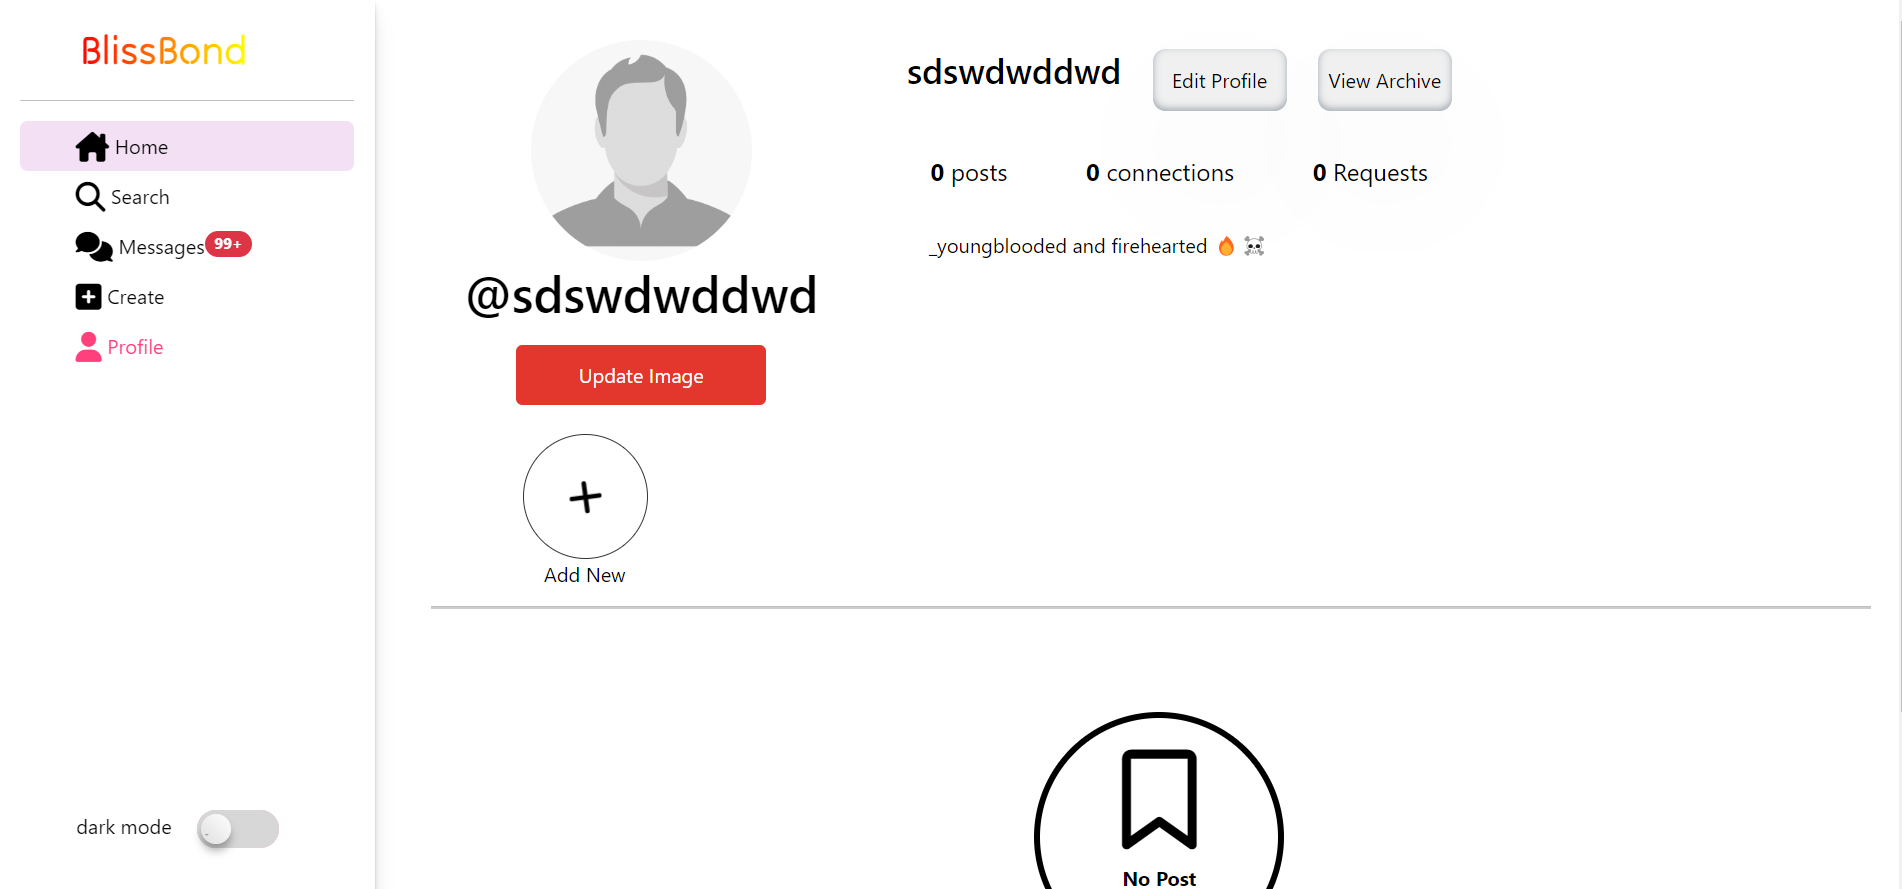 BlissBond
Home
Search
Messages 99+
Create
Profile
dark mode
@sdswdwddwd
Update Image
Add New
sdswdwddwd
Edit Profile
View Archive
0 posts 0 connections 0 Requests
_youngblooded and firehearted 🔥 ☠️
No Post